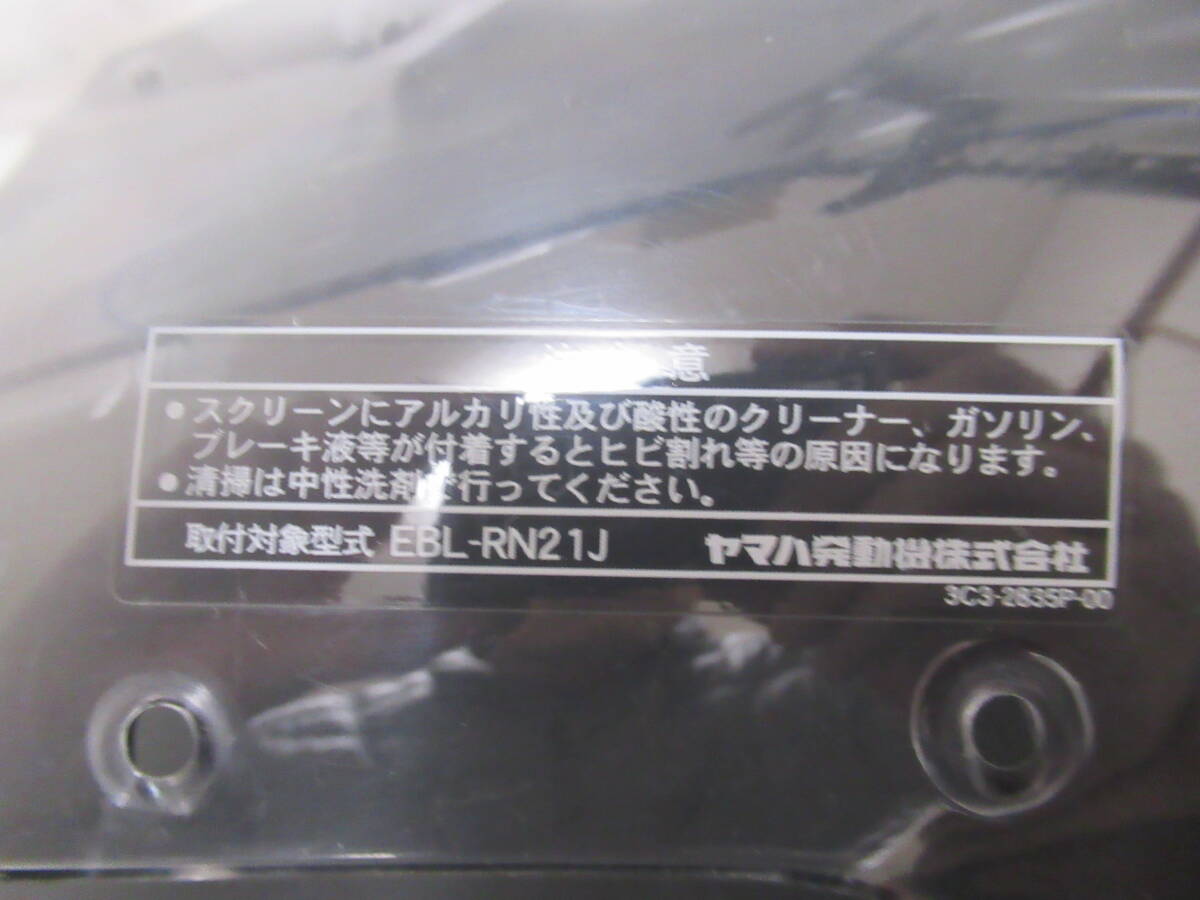 意
● スクリーンにアルカリ性及び酸性のクリーナー、ガソリン、
ブレーキ液等が付着するとヒビ割れ等の原因になります。
● 清掃は中性洗剤で行ってください。
取付対象型式 EBL-RN21J ヤマハ発動機株式会社
3C3-2835P-00